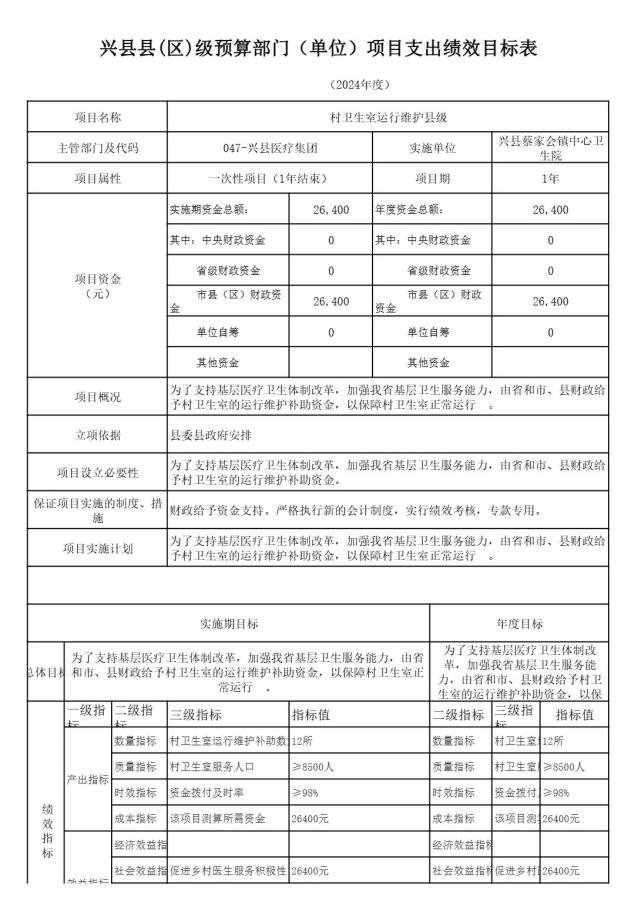 兴县县(区)级预算部门（单位）项目支出绩效目标表
（2024年度）
项目名称 村卫生室运行维护县级
主管部门及代码 047-兴县医疗集团 实施单位 兴县蔡家会镇中心卫
生院
项目属性 一次性项目（1年结束） 项目期 1年
项目资金
（元）
实施期资金总额： 26,400 年度资金总额： 26,400
其中：中央财政资金 0 其中：中央财政资金 0
省级财政资金 0 省级财政资金 0
市县（区）财政资
金 26,400 市县（区）财政
资金 26,400
单位自筹 0 单位自筹 0
其他资金 其他资金
项目概况 为了支持基层医疗卫生体制改革，加强我省基层卫生服务能力，由省和市、县财政给
予村卫生室的运行维护补助资金，以保障村卫生室正常运行 。
立项依据 县委县政府安排
项目设立必要性 为了支持基层医疗卫生体制改革，加强我省基层卫生服务能力，由省和市、县财政给
予村卫生室的运行维护补助资金。
保证项目实施的制度、措
施 财政给予资金支持。严格执行新的会计制度，实行绩效考核，专款专用。
项目实施计划 为了支持基层医疗卫生体制改革，加强我省基层卫生服务能力，由省和市、县财政给
予村卫生室的运行维护补助资金，以保障村卫生室正常运行 。
实施期目标 年度目标
总体目标 为了支持基层医疗卫生体制改革，加强我省基层卫生服务能力，由省
和市、县财政给予村卫生室的运行维护补助资金，以保障村卫生室正
常运行 。
为了支持基层医疗卫生体制改
革，加强我省基层卫生服务能
力，由省和市、县财政给予村卫
生室的运行维护补助资金，以保
绩效指标
一级指标 二级指标 三级指标 指标值 二级指标 三级指标 指标值
产出指标
数量指标 村卫生室运行维护补助数 12所 数量指标 村卫生室 12所
质量指标 村卫生室服务人口 ≥8500人 质量指标 村卫生室 ≥8500人
时效指标 资金拨付及时率 ≥98% 时效指标 资金拨付 ≥98%
成本指标 该项目测算所需资金 26400元 成本指标 该项目测 26400元
效益指标
经济效益指 经济效益指
社会效益指 促进乡村医生服务积极性 26400元 社会效益指 促进乡村 26400元